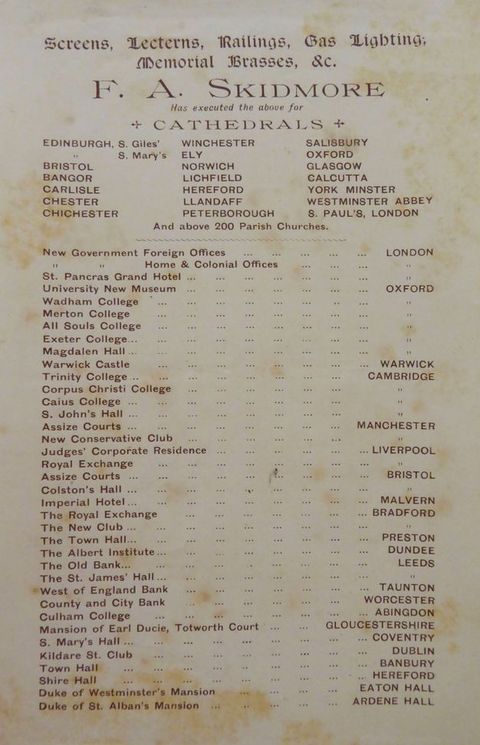 Screens, Lecterns, Railings, Gas Lighting,
Memorial Brasses, &c.
F. A. SKIDMORE
Has executed the above for
CATHEDRALS
EDINBURGH, S. Giles' WINCHESTER SALISBURY
" S. Mary's ELY OXFORD
BRISTOL NORWICH GLASGOW
BANGOR LICHFIELD CALCUTTA
CARLISLE HEREFORD YORK MINSTER
CHESTER LLANDAFF WESTMINSTER ABBEY
CHICHESTER PETERBOROUGH S. PAUL'S, LONDON
And above 200 Parish Churches.
New Government Foreign Offices ... ... ... ... ... LONDON
" " Home & Colonial Offices ... ... ... "
St. Pancras Grand Hotel ... ... ... ... ... ... ... "
University New Museum ... ... ... ... ... ... ... OXFORD
Wadham College ... ... ... ... ... ... ... ... "
Merton College ... ... ... ... ... ... ... ... "
All Souls College ... ... ... ... ... ... ... ... "
Exeter College... ... ... ... ... ... ... ... "
Magdalen Hall ... ... ... ... ... ... ... ... "
Warwick Castle ... ... ... ... ... ... ... ... WARWICK
Trinity College ... ... ... ... ... ... ... ... CAMBRIDGE
Corpus Christi College ... ... ... ... ... ... ... "
Caius College ... ... ... ... ... ... ... ... "
S. John's Hall ... ... ... ... ... ... ... ... "
Assize Courts ... ... ... ... ... ... ... ... MANCHESTER
New Conservative Club ... ... ... ... ... ... ... "
Judges' Corporate Residence ... ... ... ... ... ... LIVERPOOL
Royal Exchange ... ... ... ... ... ... ... ... "
Assize Courts ... ... ... ... ... ... ... ... BRISTOL
Colston's Hall ... ... ... ... ... ... ... ... "
Imperial Hotel... ... ... ... ... ... ... ... MALVERN
The Royal Exchange ... ... ... ... ... ... ... BRADFORD
The New Club ... ... ... ... ... ... ... ... "
The Town Hall... ... ... ... ... ... ... ... PRESTON
The Albert Institute... ... ... ... ... ... ... DUNDEE
The Old Bank... ... ... ... ... ... ... ... LEEDS
The St. James' Hall... ... ... ... ... ... ... "
West of England Bank ... ... ... ... ... ... ... TAUNTON
County and City Bank ... ... ... ... ... ... ... WORCESTER
Culham College ... ... ... ... ... ... ... ... ABINGDON
Mansion of Earl Ducie, Totworth Court ... ... ... GLOUCESTERSHIRE
S. Mary's Hall ... ... ... ... ... ... ... ... COVENTRY
Kildare St. Club ... ... ... ... ... ... ... ... DUBLIN
Town Hall ... ... ... ... ... ... ... ... BANBURY
Shire Hall ... ... ... ... ... ... ... ... HEREFORD
Duke of Westminster's Mansion ... ... ... ... ... EATON HALL
Duke of St. Alban's Mansion ... ... ... ... ... ARDENE HALL